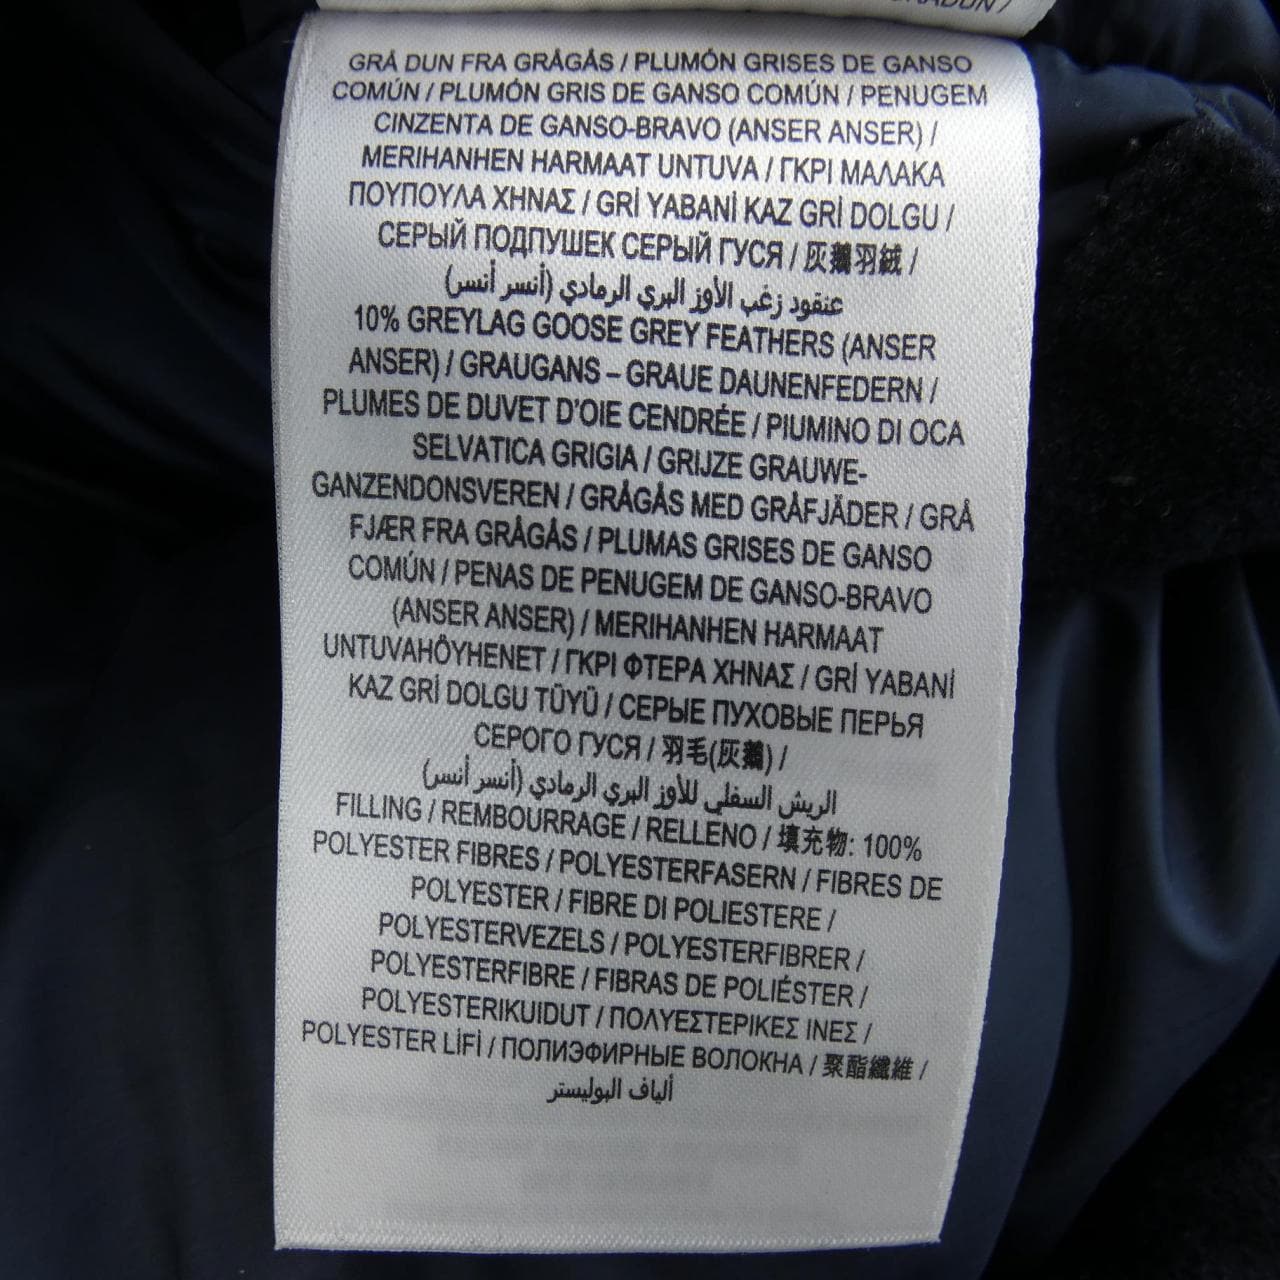 GRÅ DUN FRA GRÅGÅS / PLUMÓN GRISES DE GANSO
COMÚN / PLUMÓN GRIS DE GANSO COMÚN / PENUGEM
CINZENTA DE GANSO-BRAVO (ANSER ANSER) /
MERIHANHEN HARMAAT UNTUVA / ΓΚΡΙ ΜΑΛΑΚΑ
ΠΟΥΠΟΥΛΑ ΧΗΝΑΣ / GRİ YABANİ KAZ GRİ DOLGU /
СЕРЫЙ ПОДПУШЕК СЕРЫЙ ГУСЯ / 灰鵝羽絨 /
عنقود زغب الأوز البري الرمادي (أنسر أنسر)
10% GREYLAG GOOSE GREY FEATHERS (ANSER
ANSER) / GRAUGANS – GRAUE DAUNENFEDERN /
PLUMES DE DUVET D'OIE CENDRÉE / PIUMINO DI OCA
SELVATICA GRIGIA / GRIJZE GRAUWE-
GANZENDONSVEREN / GRÅGÅS MED GRÅFJÄDER / GRÅ
FJÆR FRA GRÅGÅS / PLUMAS GRISES DE GANSO
COMÚN / PENAS DE PENUGEM DE GANSO-BRAVO
(ANSER ANSER) / MERIHANHEN HARMAAT
UNTUVAHÖYHENET / ΓΚΡΙ ΦΤΕΡΑ ΧΗΝΑΣ / GRİ YABANİ
KAZ GRİ DOLGU TÜYÜ / СЕРЫЕ ПУХОВЫЕ ПЕРЬЯ
СЕРОГО ГУСЯ / 羽毛(灰鵝) /
الريش السفلي للأوز البري الرمادي (أنسر أنسر)
FILLING / REMBOURRAGE / RELLENO / 填充物: 100%
POLYESTER FIBRES / POLYESTERFASERN / FIBRES DE
POLYESTER / FIBRE DI POLIESTERE /
POLYESTERVEZELS / POLYESTERFIBRER /
POLYESTERFIBRE / FIBRAS DE POLIÉSTER /
POLYESTERIKUIDUT / ΠΟΛΥΕΣΤΕΡΙΚΕΣ ΙΝΕΣ /
POLYESTER LİFİ / ПОЛИЭФИРНЫЕ ВОЛОКНА / 聚酯纖維 /
ألياف البوليستر